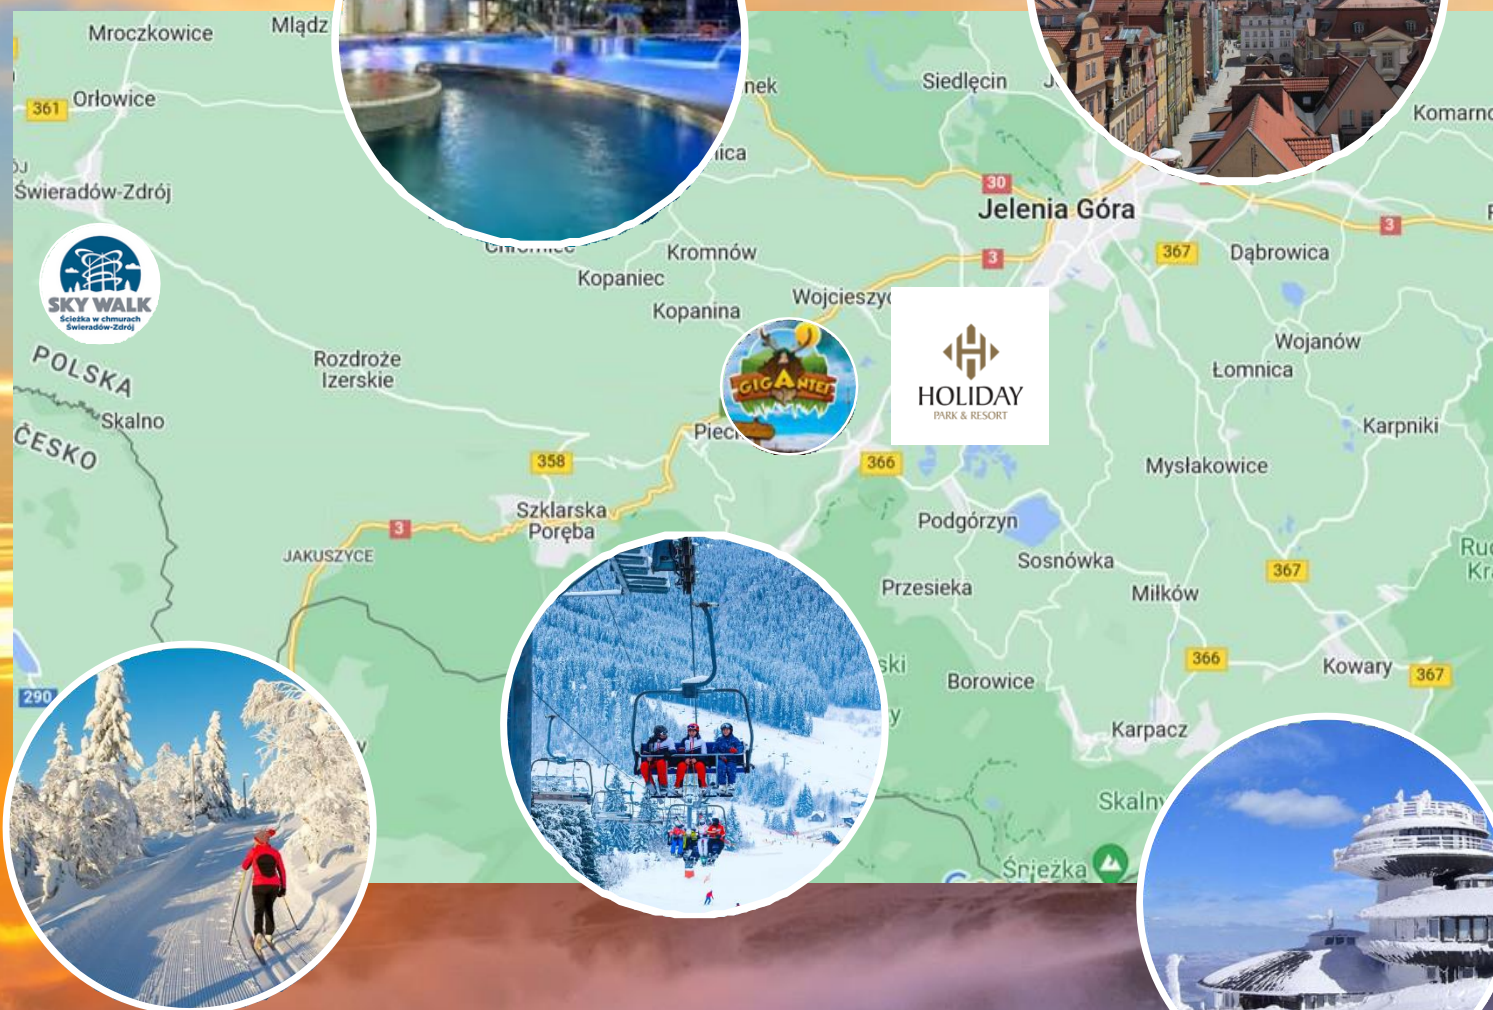 Mroczkowice
Mlądz
361
Orłowice
Siedlęcin
Komarno
Świeradów-Zdrój
30
Jelenia Góra
3
3
367
Dąbrowica
Kromnów
Kopaniec
Kopanina
SKY WALK
Ścieżka w chmurach
Świeradów-Zdrój
POLSKA
Skalno
ČESKO
Rozdroże
Izerskie
GIGANTEJ
HOLIDAY
PARK & RESORT
Wojanów
Łomnica
Karpniki
358
366
Mysłakowice
Szklarska
Poręba
3
JAKUSZYCE
Podgórzyn
Sosnówka
367
Przesieka
Miłków
366
Kowary
367
290
Borowice
Karpacz
Śnieżka